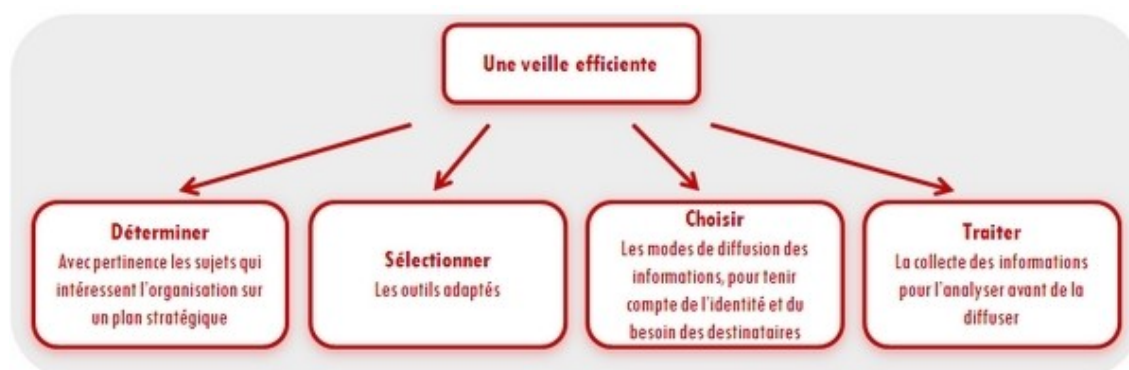 Une veille efficiente
Déterminer
Avec pertinence les sujets qui
intéressent l'organisation sur
un plan stratégique
Sélectionner
Les outils adaptés
Choisir
Les modes de diffusion des
informations, pour tenir
compte de l'identité et du
besoin des destinataires
Traiter
La collecte des informations
pour l'analyser avant de la
diffuser